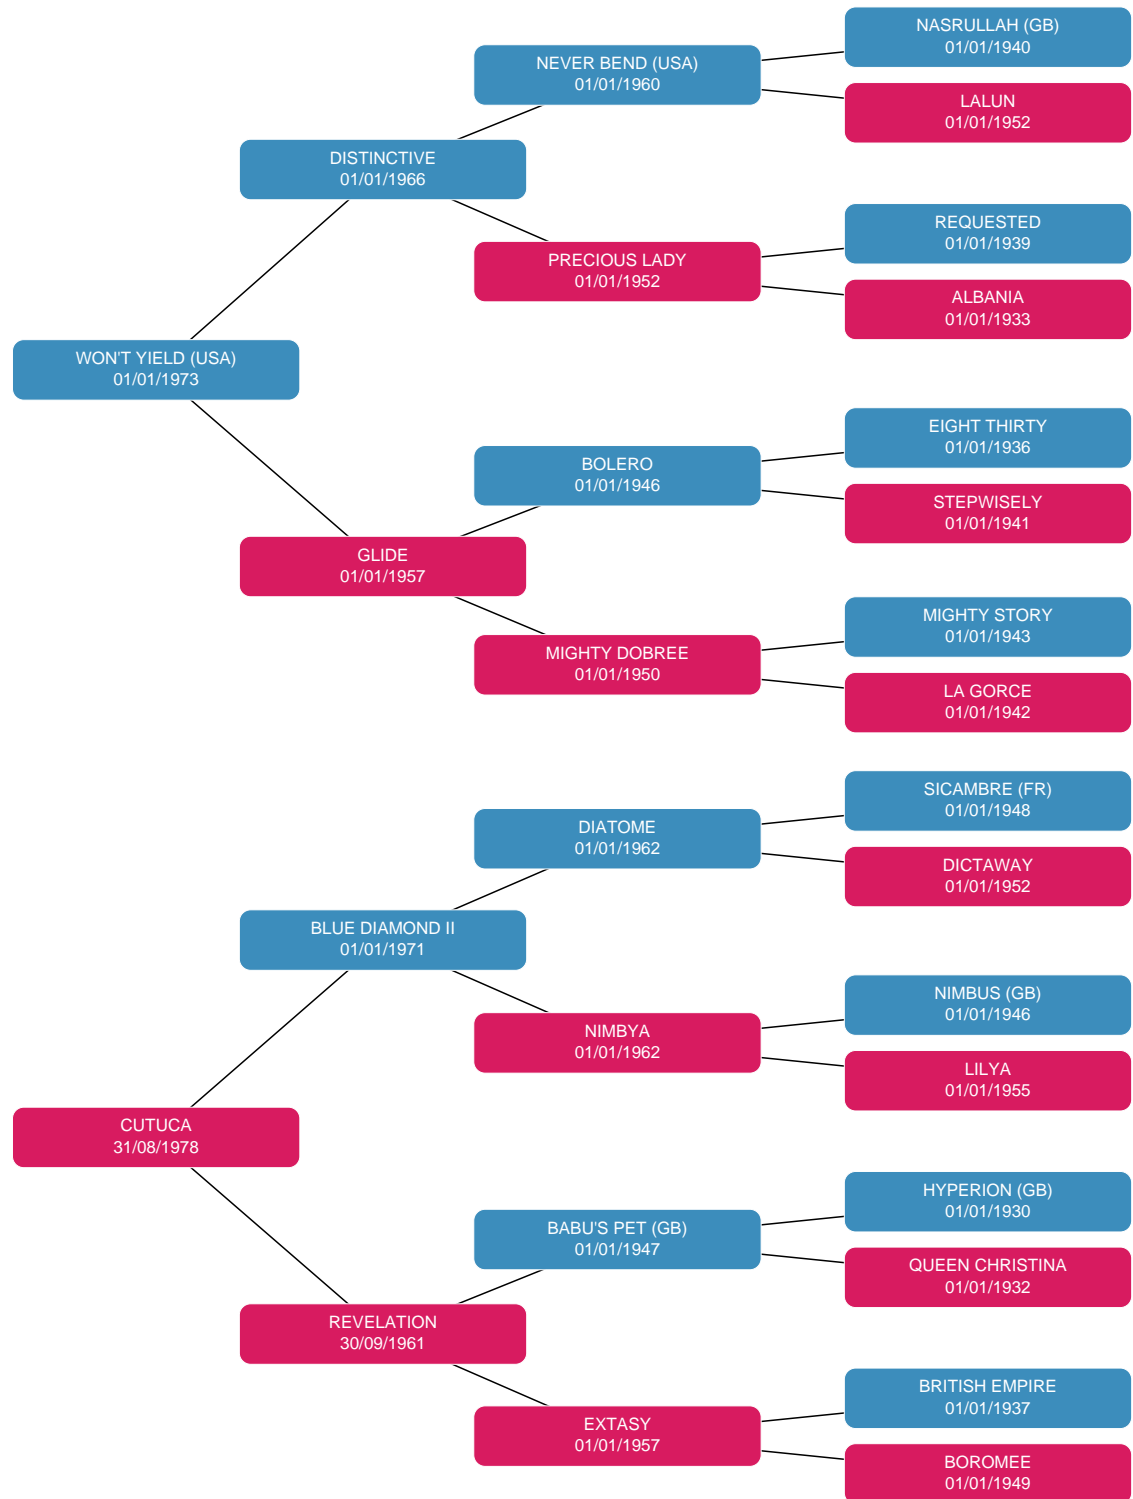 NASRULLAH (GB)
01/01/1940
NEVER BEND (USA)
01/01/1960
LALUN
01/01/1952
DISTINCTIVE
01/01/1966
REQUESTED
01/01/1939
PRECIOUS LADY
01/01/1952
ALBANIA
01/01/1933
WON'T YIELD (USA)
01/01/1973
EIGHT THIRTY
01/01/1936
BOLERO
01/01/1946
STEPWISELY
01/01/1941
GLIDE
01/01/1957
MIGHTY STORY
01/01/1943
MIGHTY DOBREE
01/01/1950
LA GORCE
01/01/1942
SICAMBRE (FR)
01/01/1948
DIATOME
01/01/1962
DICTAWAY
01/01/1952
BLUE DIAMOND II
01/01/1971
NIMBUS (GB)
01/01/1946
NIMBYA
01/01/1962
LILYA
01/01/1955
CUTUCA
31/08/1978
HYPERION (GB)
01/01/1930
BABU'S PET (GB)
01/01/1947
QUEEN CHRISTINA
01/01/1932
REVELATION
30/09/1961
BRITISH EMPIRE
01/01/1937
EXTASY
01/01/1957
BOROMEE
01/01/1949